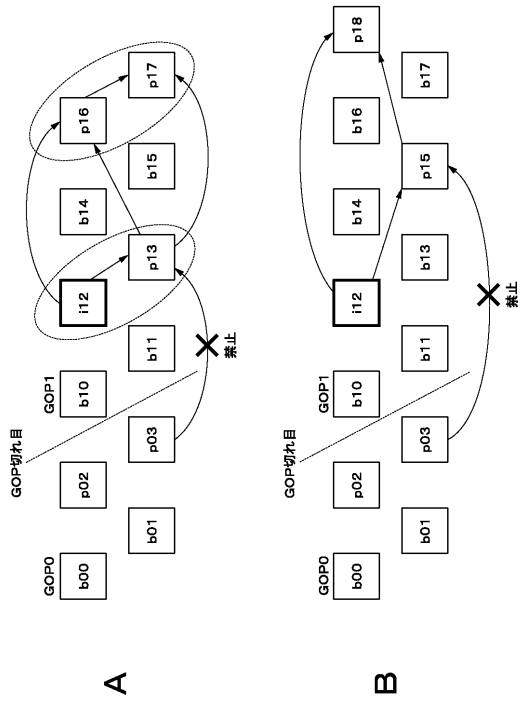 A
GOP0
GOP切れ目
GOP1
b00
p02
b10
i12
b14
p16
b01
p03
b11
p13
b15
p17
禁止
B
GOP0
GOP切れ目
GOP1
b00
p02
b10
i12
b14
b16
p18
b01
p03
b11
b13
p15
b17
禁止